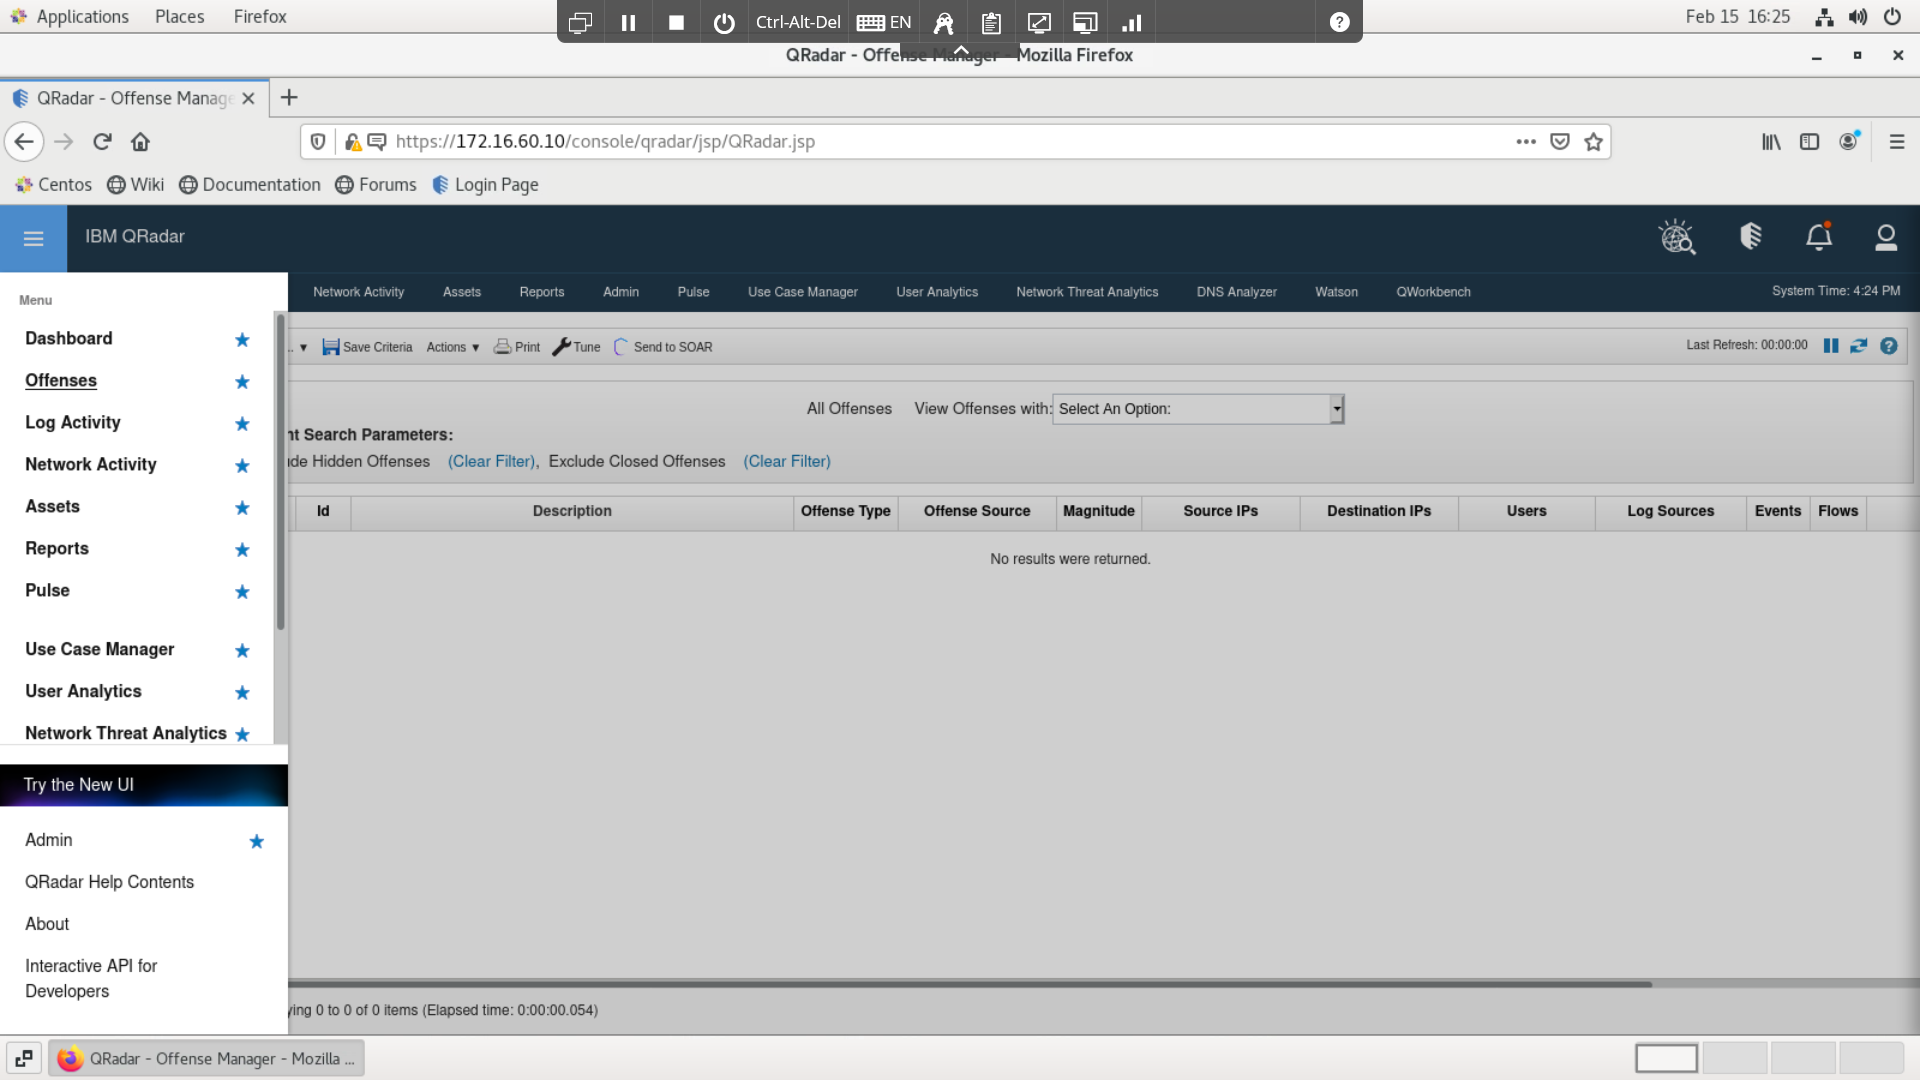 Applications Places Firefox
Ctrl-Alt-Del EN ?
Feb 15 16:25
QRadar - Offense Manager - Mozilla Firefox
QRadar - Offense Manage
https://172.16.60.10/console/qradar/jsp/QRadar.jsp
Centos Wiki Documentation Forums Login Page
IBM QRadar
Menu
Network Activity Assets Reports Admin Pulse Use Case Manager User Analytics Network Threat Analytics DNS Analyzer Watson QWorkbench System Time: 4:24 PM
Dashboard
Offenses
Log Activity
Network Activity
Assets
Reports
Pulse
Use Case Manager
User Analytics
Network Threat Analytics
Try the New UI
Admin
QRadar Help Contents
About
Interactive API for
Developers
.. Save Criteria Actions Print Tune Send to SOAR Last Refresh: 00:00:00 ?
All Offenses View Offenses with: Select An Option:
nt Search Parameters:
ude Hidden Offenses (Clear Filter), Exclude Closed Offenses (Clear Filter)
Id Description Offense Type Offense Source Magnitude Source IPs Destination IPs Users Log Sources Events Flows
No results were returned.
ying 0 to 0 of 0 items (Elapsed time: 0:00:00.054)
QRadar - Offense Manager - Mozilla ...